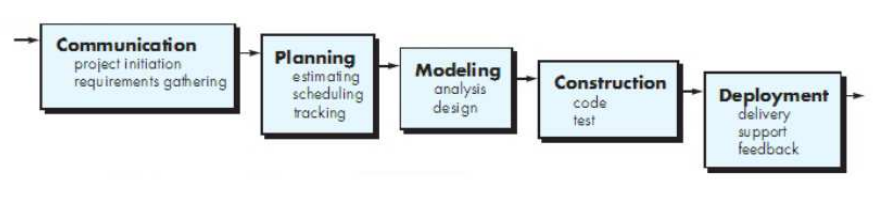 Communication
project initiation
requirements gathering
Planning
estimating
scheduling
tracking
Modeling
analysis
design
Construction
code
test
Deployment
delivery
support
feedback